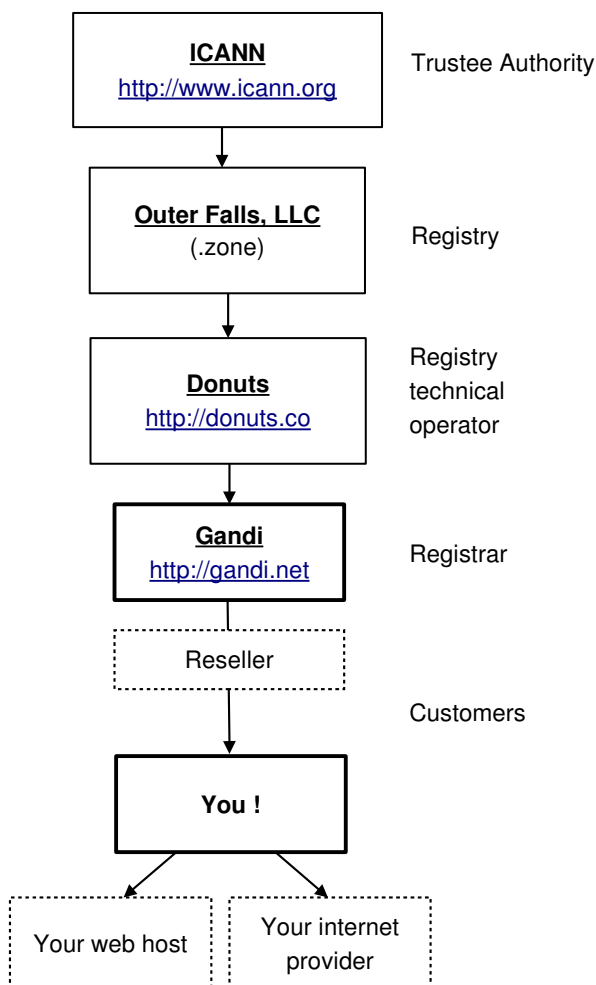 ICANN
http://www.icann.org
Trustee Authority
Outer Falls, LLC
(.zone)
Registry
Donuts
http://donuts.co
Registry
technical
operator
Gandi
http://gandi.net
Registrar
Reseller
Customers
You !
Your web host
Your internet
provider